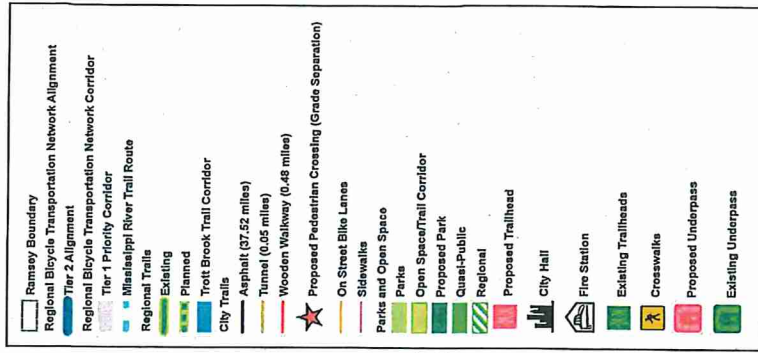 Ramsey Boundary
Regional Bicycle Transportation Network Alignment
Tier 2 Alignment
Regional Bicycle Transportation Network Corridor
Tier 1 Priority Corridor
Mississippi River Trail Route
Regional Trails
Existing
Planned
Trott Brook Trail Corridor
City Trails
Asphalt (37.52 miles)
Tunnel (0.05 miles)
Wooden Walkway (0.48 miles)
Proposed Pedestrian Crossing (Grade Separation)
On Street Bike Lanes
Sidewalks
Parks and Open Space
Parks
Open Space/Trail Corridor
Proposed Park
Quasi-Public
Regional
Proposed Trailhead
City Hall
Fire Station
Existing Trailheads
Crosswalks
Proposed Underpass
Existing Underpass